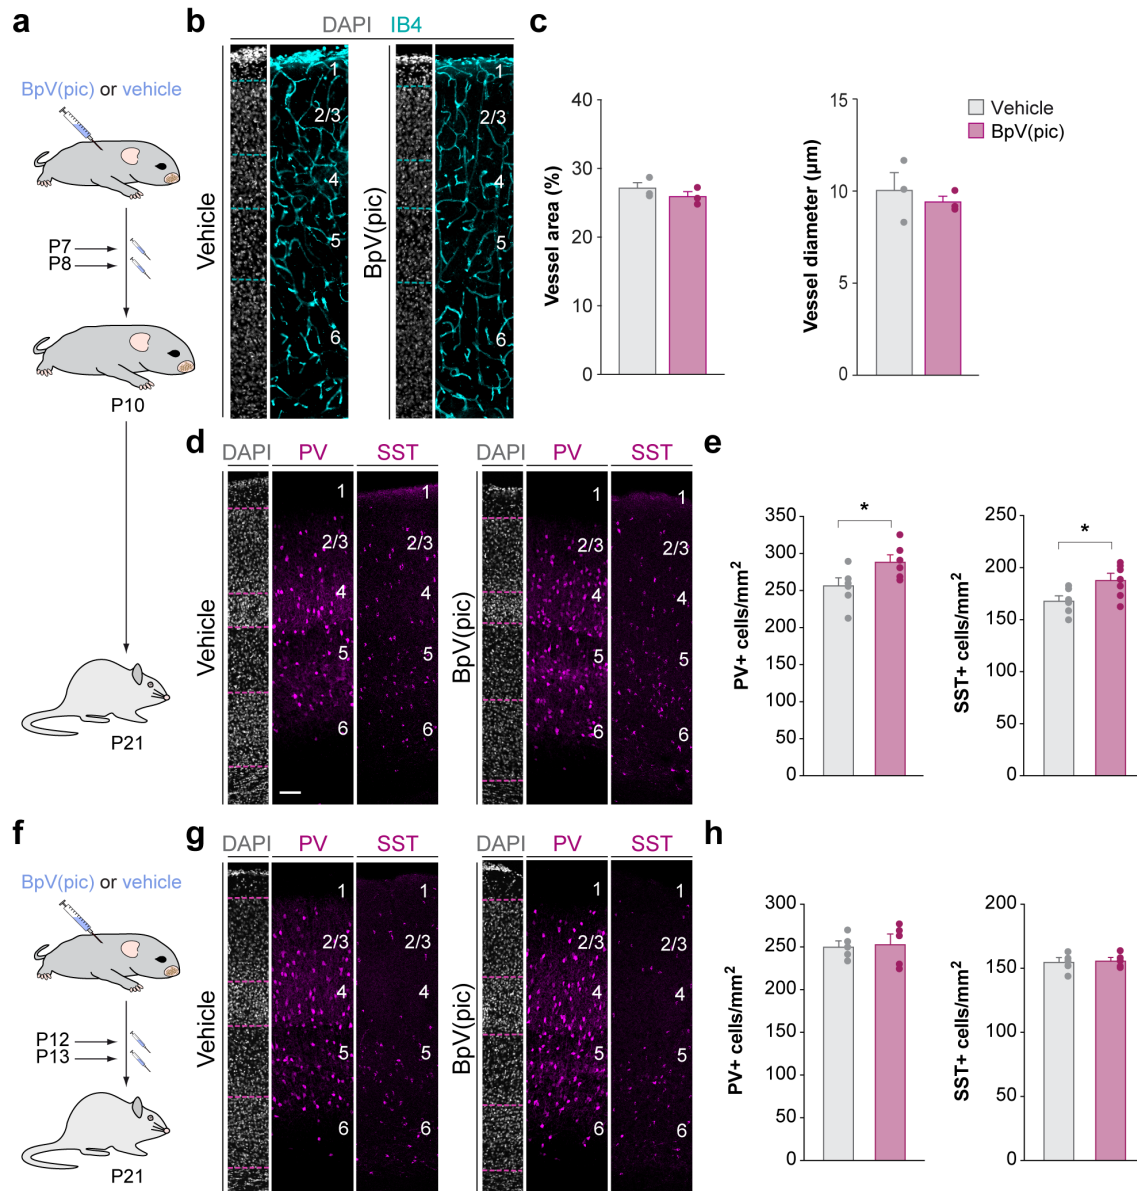 a
BpV(pic) or vehicle
P7
P8
P10
P21
b
DAPI IB4
Vehicle
1
2/3
4
5
6
BpV(pic)
1
2/3
4
5
6
c
Vessel area (%)
40
30
20
10
0
Vessel diameter (µm)
15
10
5
0
Vehicle
BpV(pic)
d
DAPI PV SST
Vehicle
1 1
2/3 2/3
4 4
5 5
6 6
DAPI PV SST
BpV(pic)
1 1
2/3 2/3
4 4
5 5
6 6
e
PV+ cells/mm²
350
300
250
200
150
100
50
0
*
SST+ cells/mm²
250
200
150
100
50
0
*
f
BpV(pic) or vehicle
P12
P13
P21
g
DAPI PV SST
Vehicle
1 1
2/3 2/3
4 4
5 5
6 6
DAPI PV SST
BpV(pic)
1 1
2/3 2/3
4 4
5 5
6 6
h
PV+ cells/mm²
300
250
200
150
100
50
0
SST+ cells/mm²
200
150
100
50
0